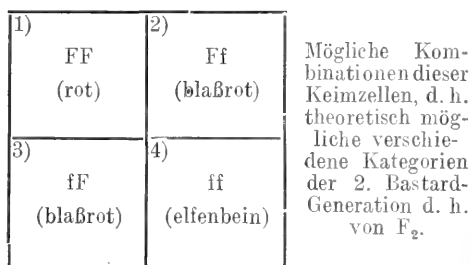 1)
FF
(rot)
2)
Ff
(blaßrot)
3)
fF
(blaßrot)
4)
ff
(elfenbein)
Mögliche Kom-
binationen dieser
Keimzellen, d. h.
theoretisch mög-
liche verschie-
dene Kategorien
der 2. Bastard-
Generation d. h.
von F₂.